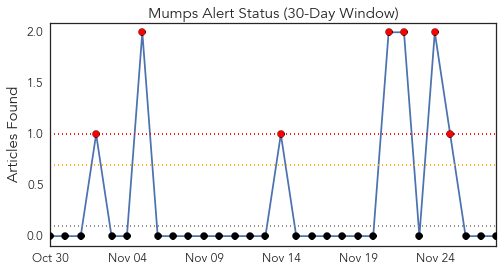 Mumps Alert Status (30-Day Window)
Articles Found
2.0
1.5
1.0
0.5
0.0
Oct 30 Nov 04 Nov 09 Nov 14 Nov 19 Nov 24